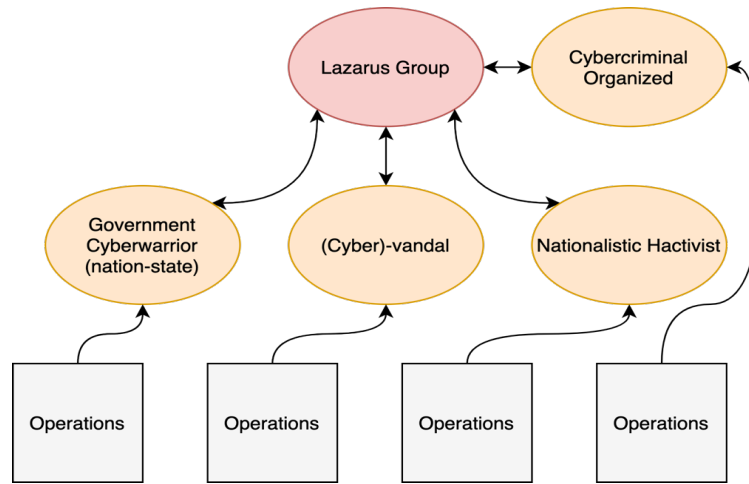 Lazarus Group
Cybercriminal
Organized
Government
Cyberwarrior
(nation-state)
(Cyber)-vandal
Nationalistic Hactivist
Operations
Operations
Operations
Operations